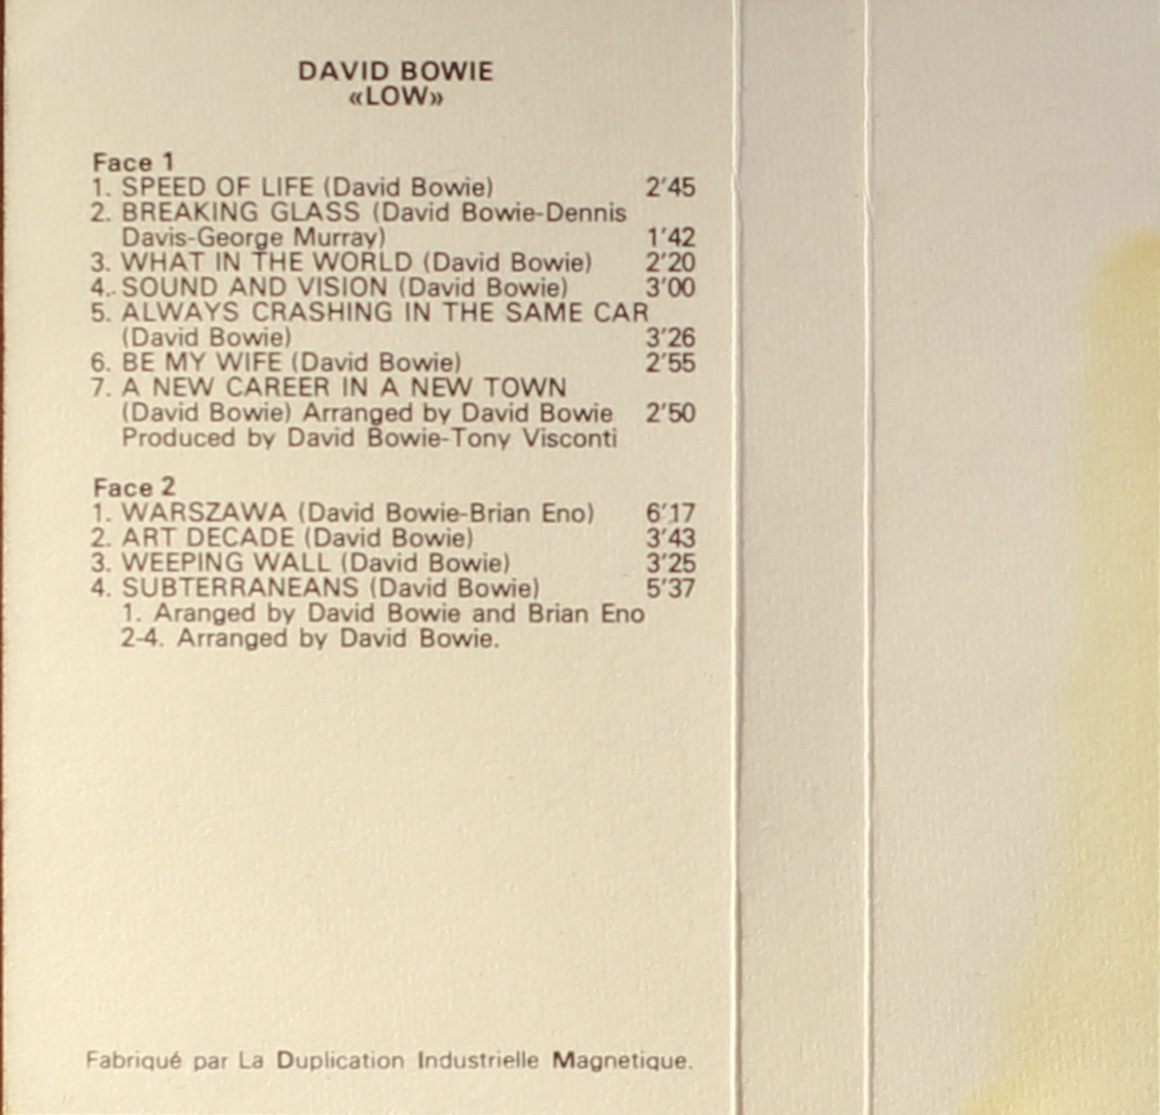 DAVID BOWIE
«LOW»
Face 1
1. SPEED OF LIFE (David Bowie) 2'45
2. BREAKING GLASS (David Bowie-Dennis
Davis-George Murray) 1'42
3. WHAT IN THE WORLD (David Bowie) 2'20
4. SOUND AND VISION (David Bowie) 3'00
5. ALWAYS CRASHING IN THE SAME CAR
(David Bowie) 3'26
6. BE MY WIFE (David Bowie) 2'55
7. A NEW CAREER IN A NEW TOWN
(David Bowie) Arranged by David Bowie 2'50
Produced by David Bowie-Tony Visconti
Face 2
1. WARSZAWA (David Bowie-Brian Eno) 6'17
2. ART DECADE (David Bowie) 3'43
3. WEEPING WALL (David Bowie) 3'25
4. SUBTERRANEANS (David Bowie) 5'37
1. Aranged by David Bowie and Brian Eno
2-4. Arranged by David Bowie.
Fabriqué par La Duplication Industrielle Magnetique.